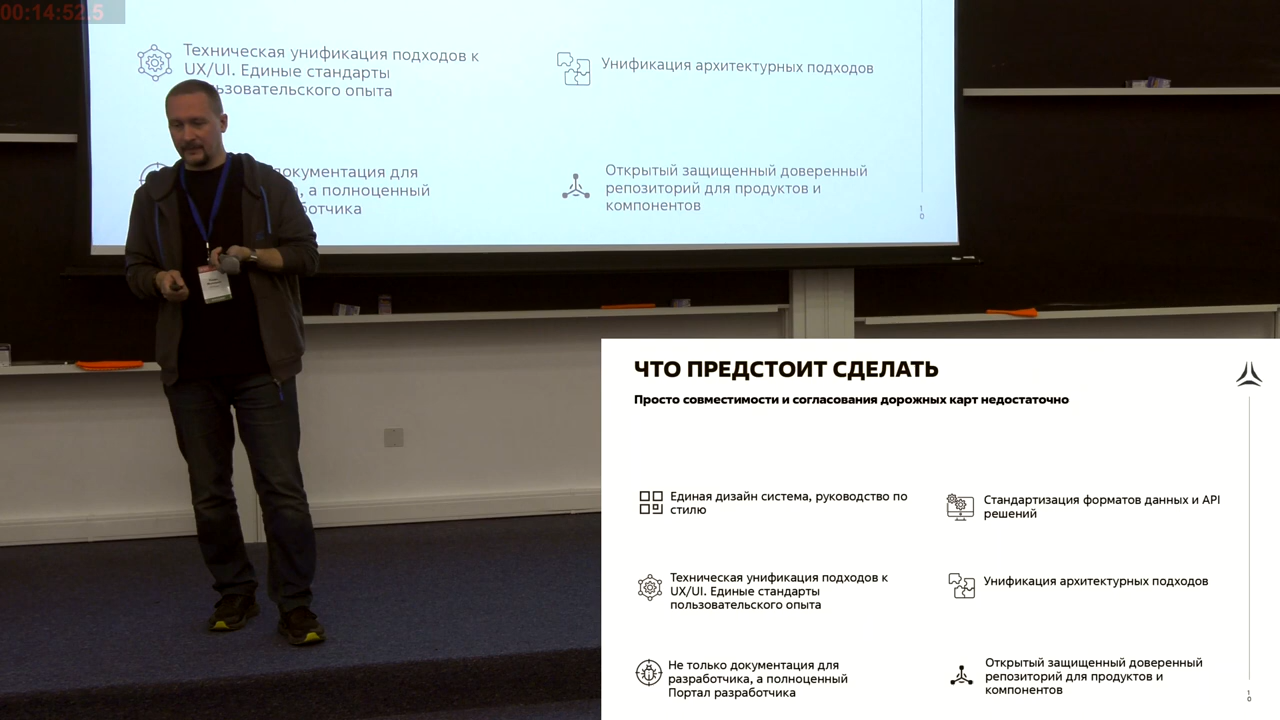 00:14:52.5
Техническая унификация подходов к
UX/UI. Единые стандарты
пользовательского опыта
Унификация архитектурных подходов
документация для
а полноценный
Открытый защищенный доверенный
репозиторий для продуктов и
компонентов
10
ЧТО ПРЕДСТОИТ СДЕЛАТЬ
Просто совместимости и согласования дорожных карт недостаточно
Единая дизайн система, руководство по
стилю
Стандартизация форматов данных и API
решений
Техническая унификация подходов к
UX/UI. Единые стандарты
пользовательского опыта
Унификация архитектурных подходов
Не только документация для
разработчика, а полноценный
Портал разработчика
Открытый защищенный доверенный
репозиторий для продуктов и
компонентов
10